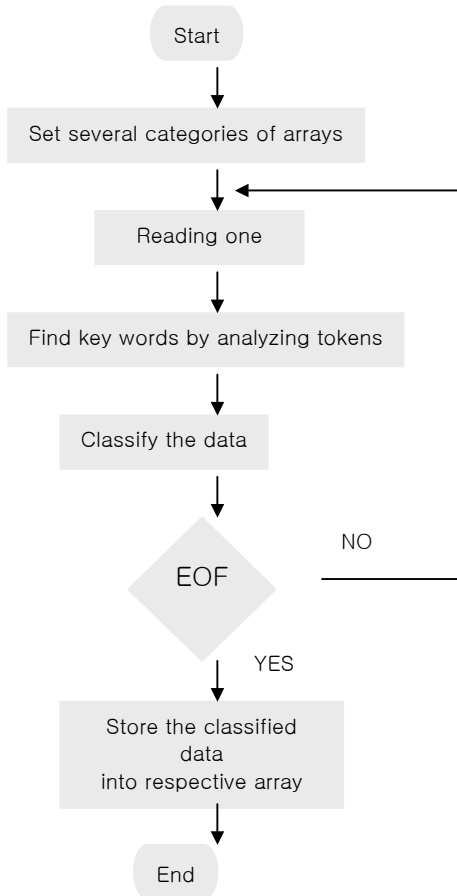 Start
Set several categories of arrays
Reading one
Find key words by analyzing tokens
Classify the data
EOF
NO
YES
Store the classified
data
into respective array
End